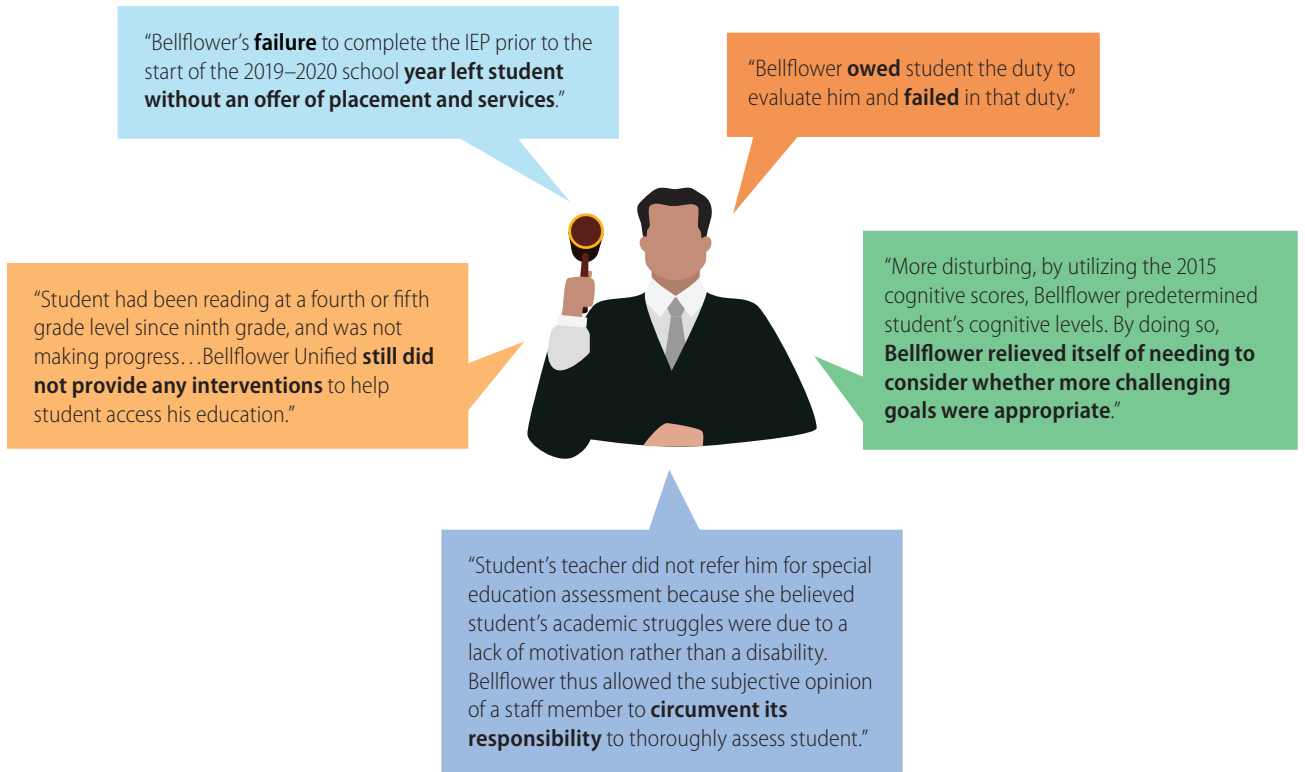 “Bellflower’s failure to complete the IEP prior to the
start of the 2019–2020 school year left student
without an offer of placement and services.”
“Bellflower owed student the duty to
evaluate him and failed in that duty.”
“Student had been reading at a fourth or fifth
grade level since ninth grade, and was not
making progress…Bellflower Unified still did
not provide any interventions to help
student access his education.”
“More disturbing, by utilizing the 2015
cognitive scores, Bellflower predetermined
student’s cognitive levels. By doing so,
Bellflower relieved itself of needing to
consider whether more challenging
goals were appropriate.”
“Student’s teacher did not refer him for special
education assessment because she believed
student’s academic struggles were due to a
lack of motivation rather than a disability.
Bellflower thus allowed the subjective opinion
of a staff member to circumvent its
responsibility to thoroughly assess student.”